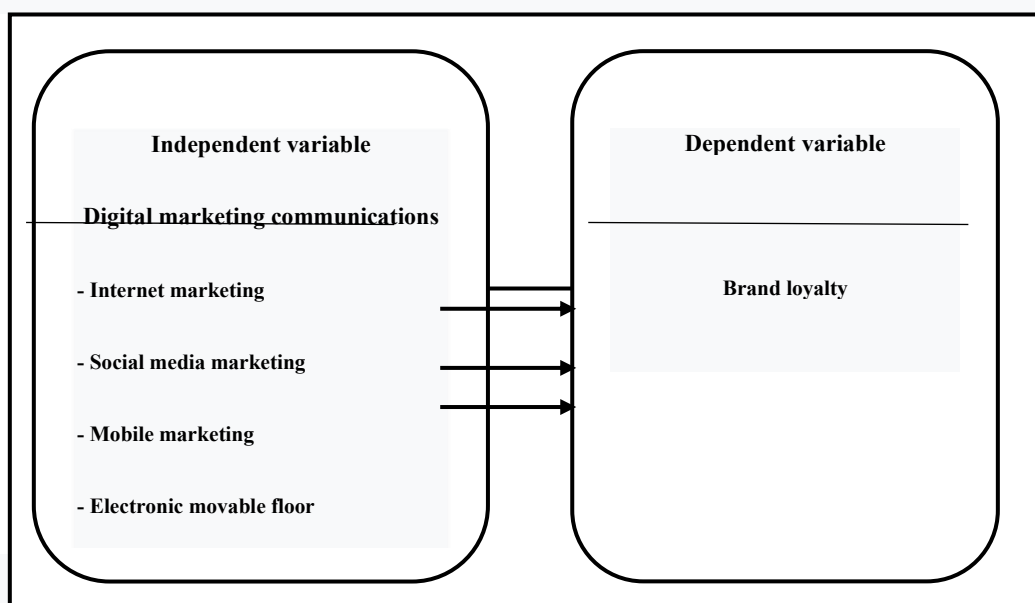 Independent variable
Digital marketing communications
- Internet marketing
- Social media marketing
- Mobile marketing
- Electronic movable floor
Dependent variable
Brand loyalty